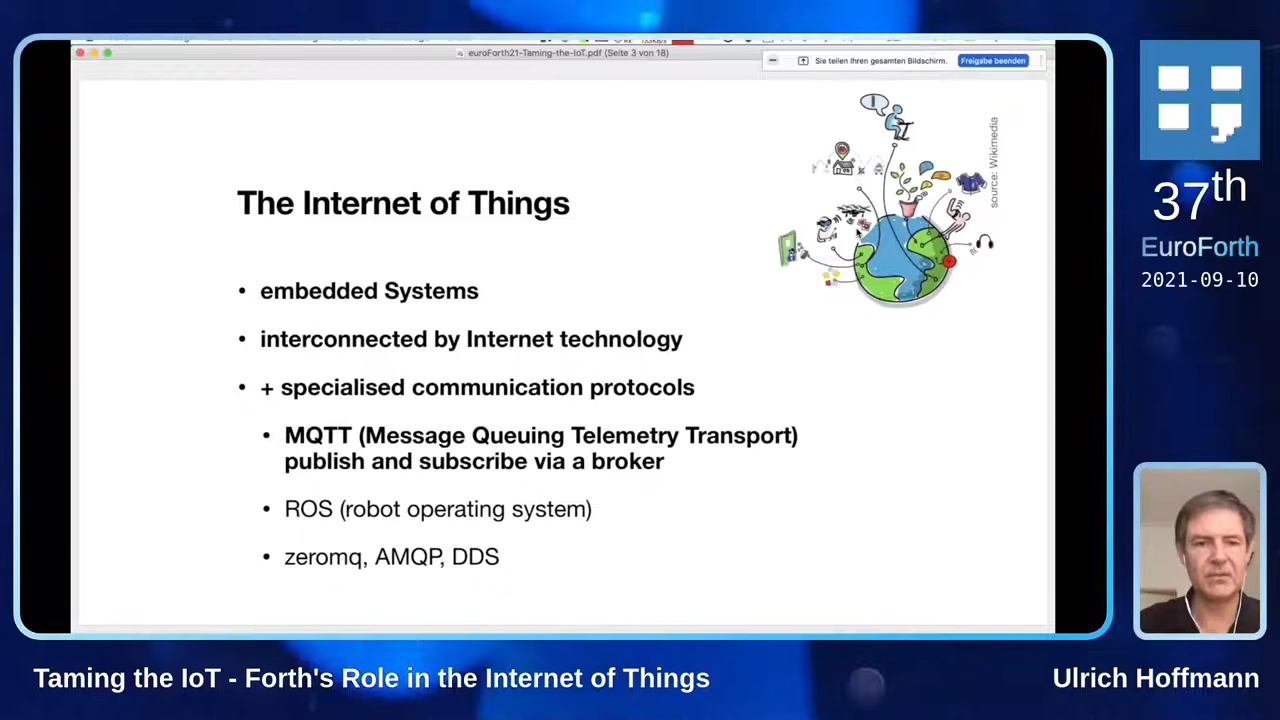 euroForth21-Taming-the-IoT.pdf (Seite 3 von 18)
Sie teilen Ihren gesamten Bildschirm.
Freigabe beenden
source: Wikimedia
The Internet of Things
• embedded Systems
• interconnected by Internet technology
• + specialised communication protocols
• MQTT (Message Queuing Telemetry Transport)
publish and subscribe via a broker
• ROS (robot operating system)
• zeromq, AMQP, DDS
37th
EuroForth
2021-09-10
Taming the IoT - Forth's Role in the Internet of Things
Ulrich Hoffmann